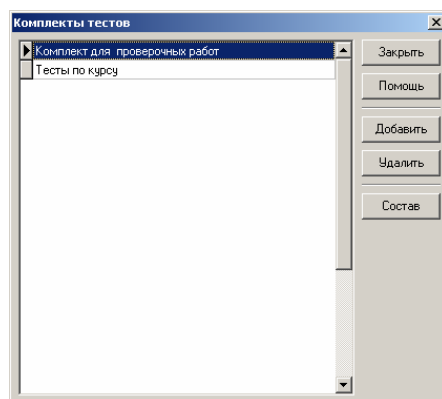 Комплекты тестов
Комплект для проверочных работ
Тесты по курсу
Закрыть
Помощь
Добавить
Удалить
Состав